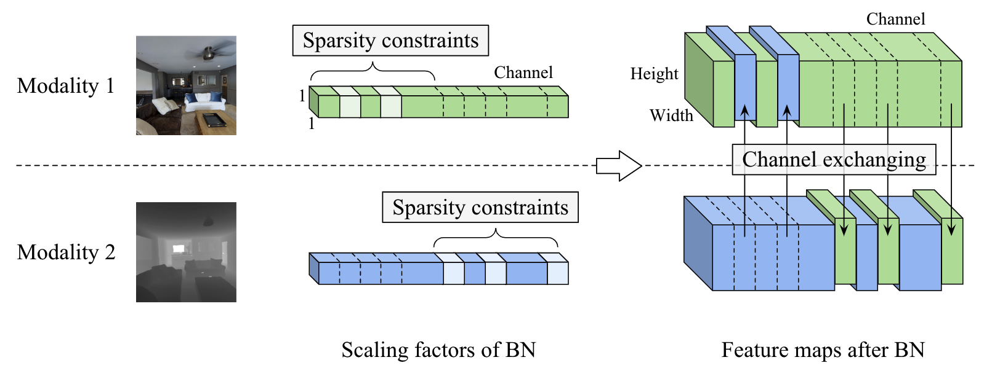 Modality 1
Sparsity constraints
Channel
1
1
Channel
Height
Width
Channel exchanging
Modality 2
Sparsity constraints
Scaling factors of BN
Feature maps after BN